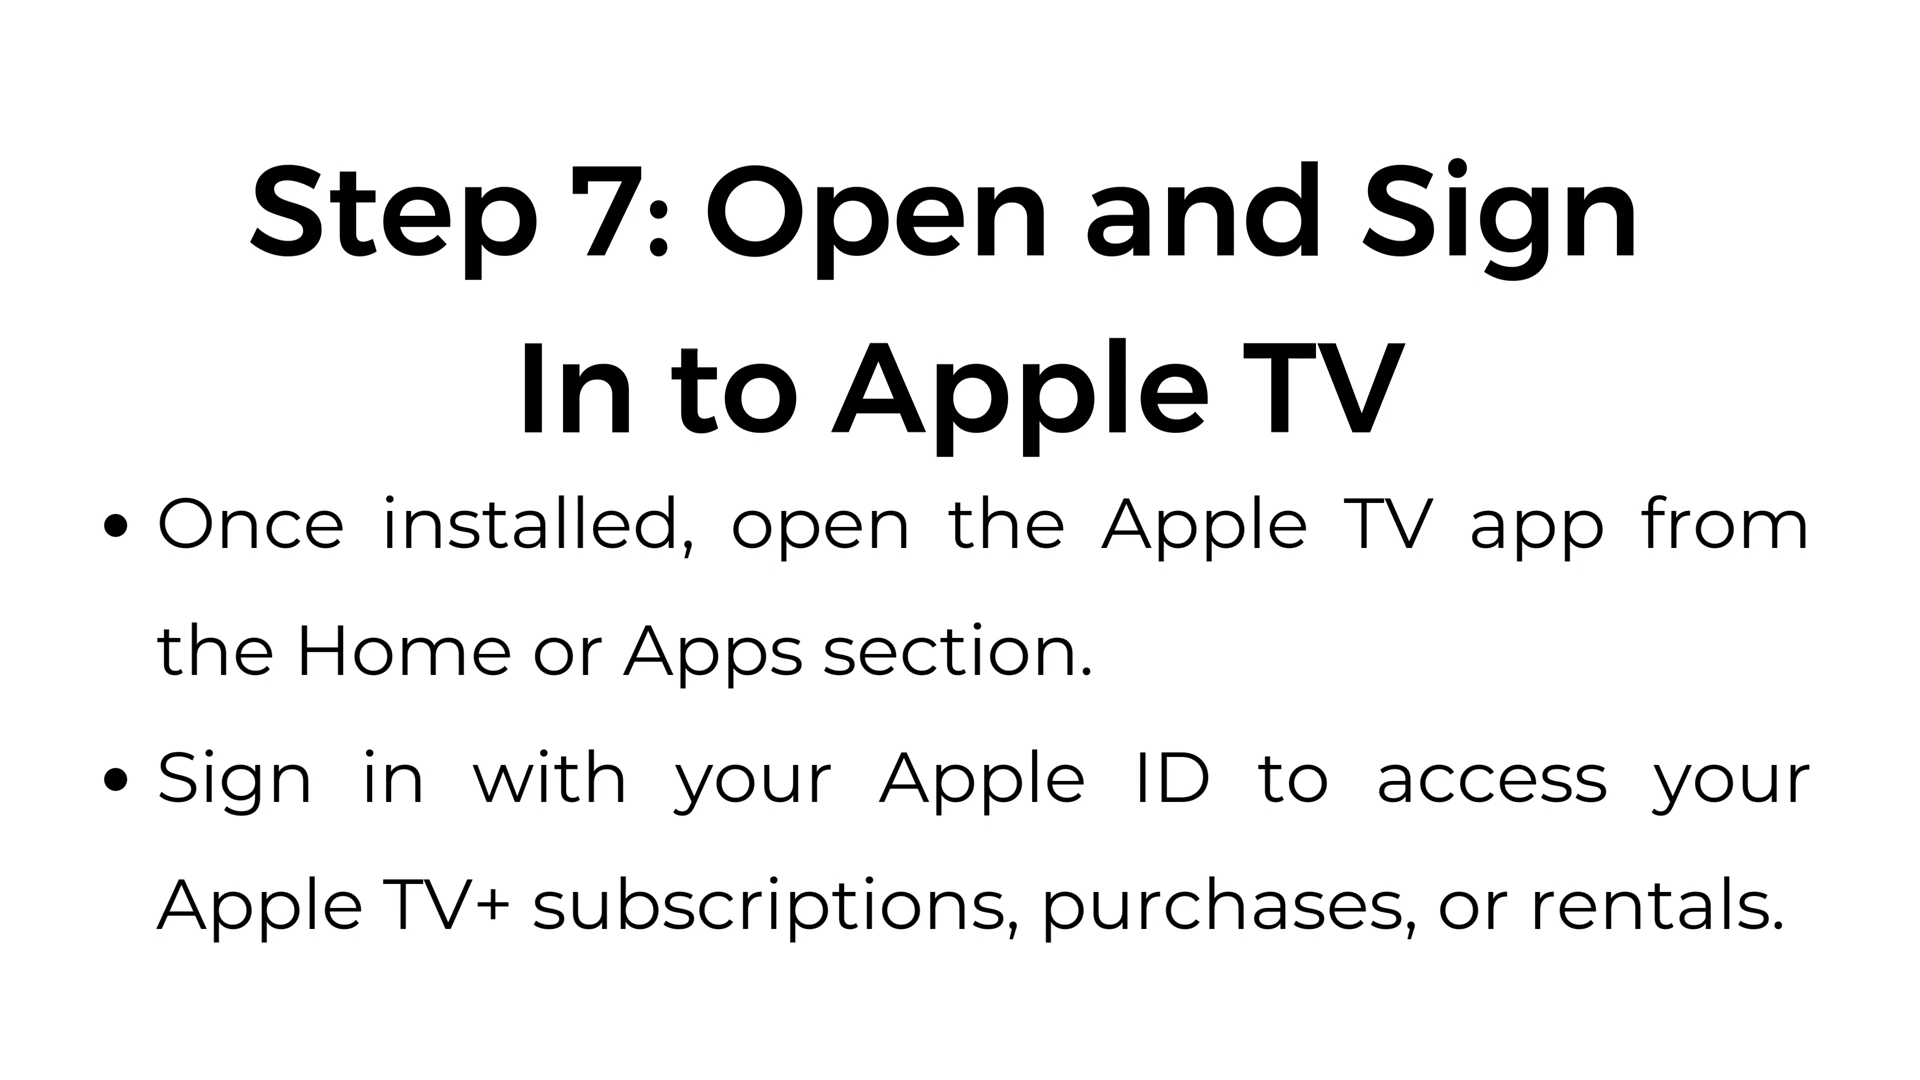 Step 7: Open and Sign
In to Apple TV
• Once installed, open the Apple TV app from
the Home or Apps section.
• Sign in with your Apple ID to access your
Apple TV+ subscriptions, purchases, or rentals.